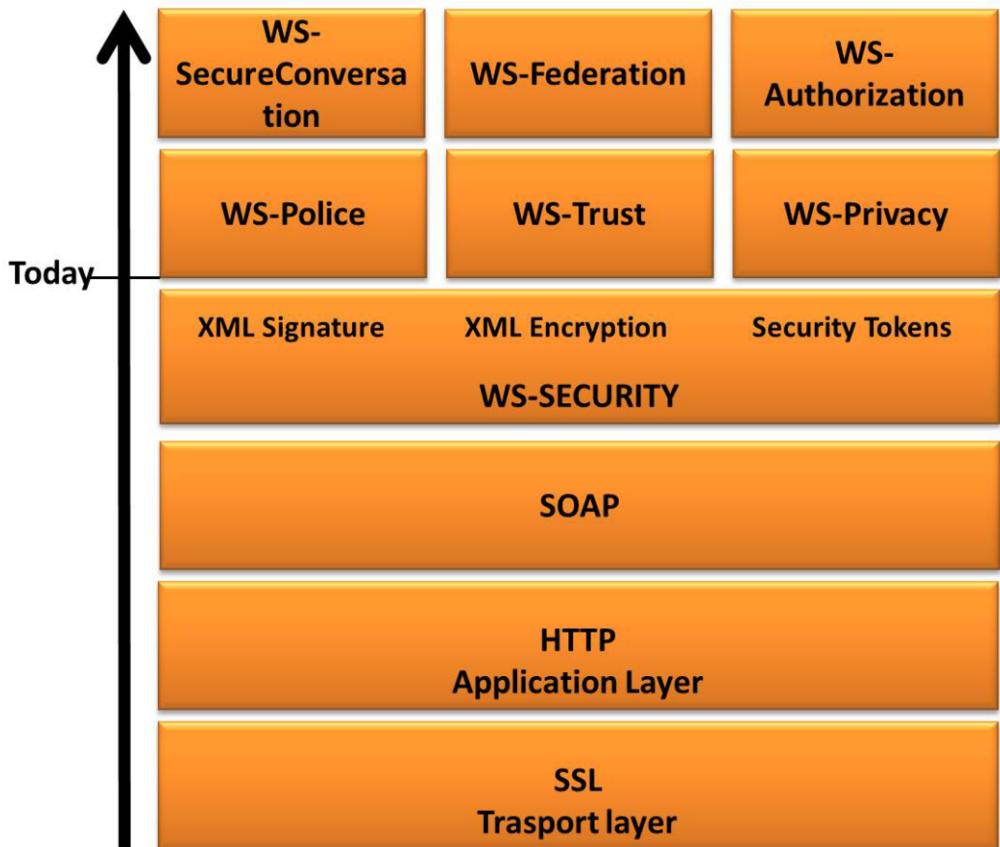 WS-
SecureConversa
tion
WS-Federation
WS-
Authorization
WS-Police
WS-Trust
WS-Privacy
Today
XML Signature
XML Encryption
Security Tokens
WS-SECURITY
SOAP
HTTP
Application Layer
SSL
Trasport layer